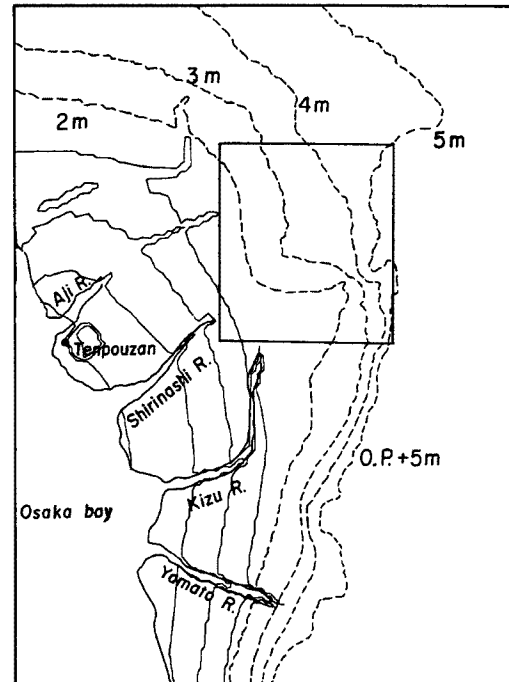 3 m
4 m
2 m
5 m
Aji R.
Tenpouzan
Shirinashi R.
O.P. +5m
Kizu R.
Osaka bay
Yamato R.